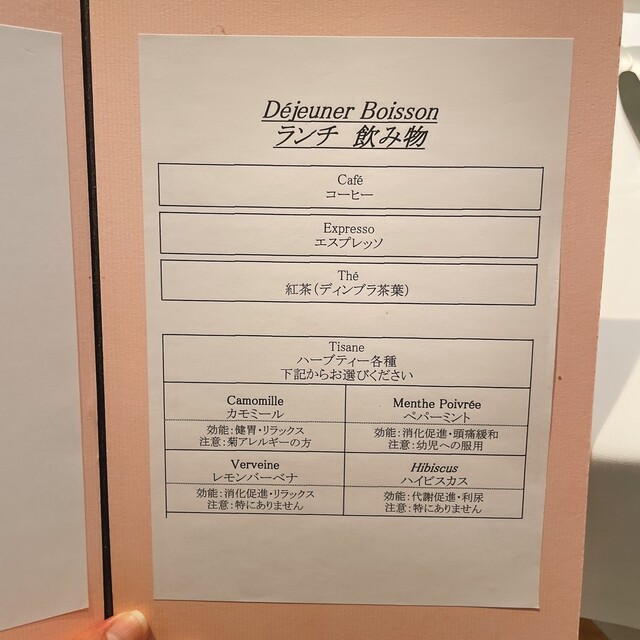 Déjeuner Boisson
ランチ 飲み物
Café
コーヒー
Expresso
エスプレッソ
Thé
紅茶（ディンブラ茶葉）
Tisane
ハーブティー各種
下記からお選びください
Camomille
カモミール
効能：健胃・リラックス
注意：菊アレルギーの方
Menthe Poivrée
ペパーミント
効能：消化促進・頭痛緩和
注意：幼児への服用
Verveine
レモンバーベナ
効能：消化促進・リラックス
注意：特にありません
Hibiscus
ハイビスカス
効能：代謝促進・利尿
注意：特にありません